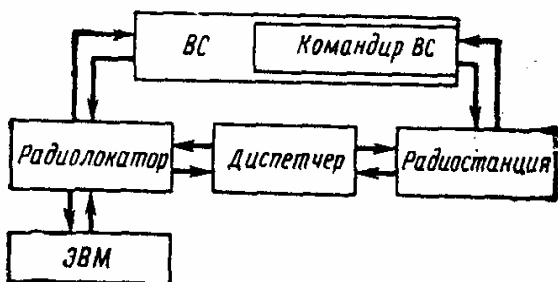 ВС
Командир ВС
Радиолокатор
Диспетчер
Радиостанция
ЭВМ